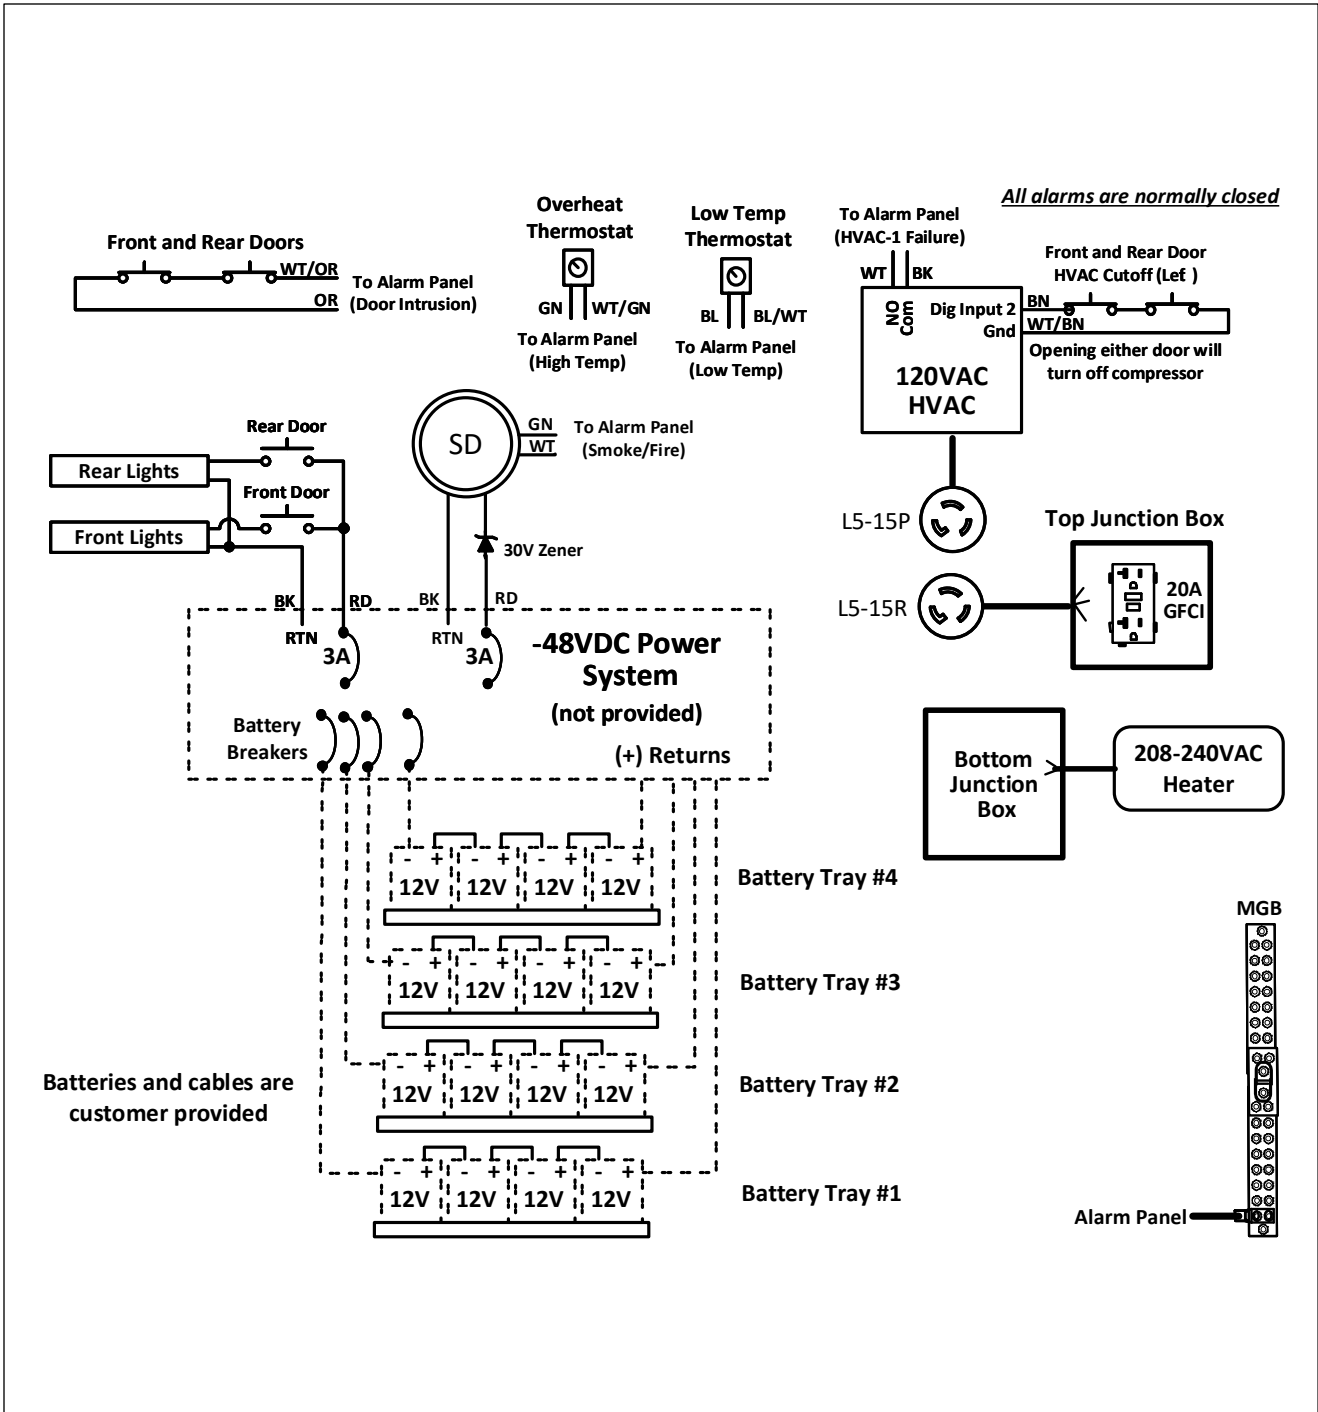 All alarms are normally closed
Front and Rear Doors
WT/OR
OR
To Alarm Panel
(Door Intrusion)
Overheat
Thermostat
GN
WT/GN
To Alarm Panel
(High Temp)
Low Temp
Thermostat
BL
BL/WT
To Alarm Panel
(Low Temp)
To Alarm Panel
(HVAC-1 Failure)
WT
BK
NO
Com
Dig Input 2
Gnd
120VAC
HVAC
Front and Rear Door
HVAC Cutoff (Lef )
BN
WT/BN
Opening either door will
turn off compressor
Rear Door
Rear Lights
Front Door
Front Lights
SD
GN
WT
To Alarm Panel
(Smoke/Fire)
30V Zener
L5-15P
L5-15R
Top Junction Box
20A
GFCI
BK
RD
BK
RD
RTN
3A
RTN
3A
-48VDC Power
System
(not provided)
Battery
Breakers
(+) Returns
Bottom
Junction
Box
208-240VAC
Heater
- + - + - + - +
12V 12V 12V 12V
Battery Tray #4
- + - + - + - +
12V 12V 12V 12V
Battery Tray #3
- + - + - + - +
12V 12V 12V 12V
Battery Tray #2
- + - + - + - +
12V 12V 12V 12V
Battery Tray #1
Batteries and cables are
customer provided
MGB
Alarm Panel